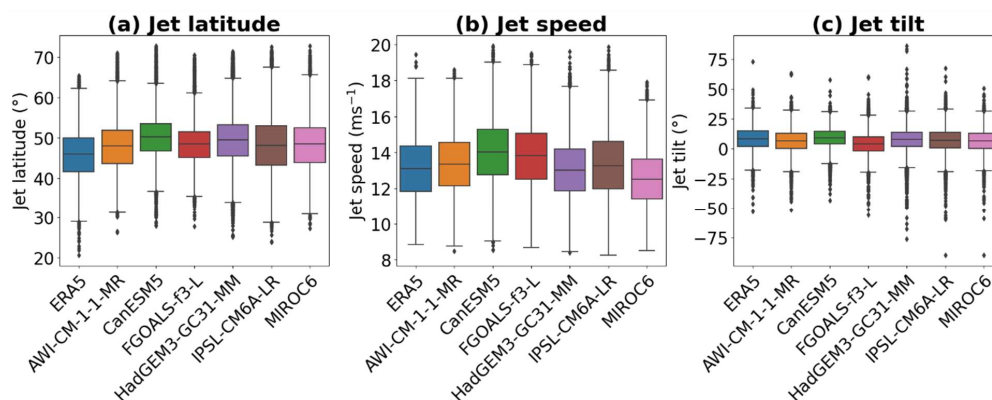 (a) Jet latitude
Jet latitude (°)
70
60
50
40
30
20
ERA5
AWI-CM-1-1-MR
CanESM5
FGOALS-f3-L
HadGEM3-GC31-MM
IPSL-CM6A-LR
MIROC6
(b) Jet speed
Jet speed (ms⁻¹)
20
18
16
14
12
10
8
ERA5
AWI-CM-1-1-MR
CanESM5
FGOALS-f3-L
HadGEM3-GC31-MM
IPSL-CM6A-LR
MIROC6
(c) Jet tilt
Jet tilt (°)
75
50
25
0
−25
−50
−75
ERA5
AWI-CM-1-1-MR
CanESM5
FGOALS-f3-L
HadGEM3-GC31-MM
IPSL-CM6A-LR
MIROC6